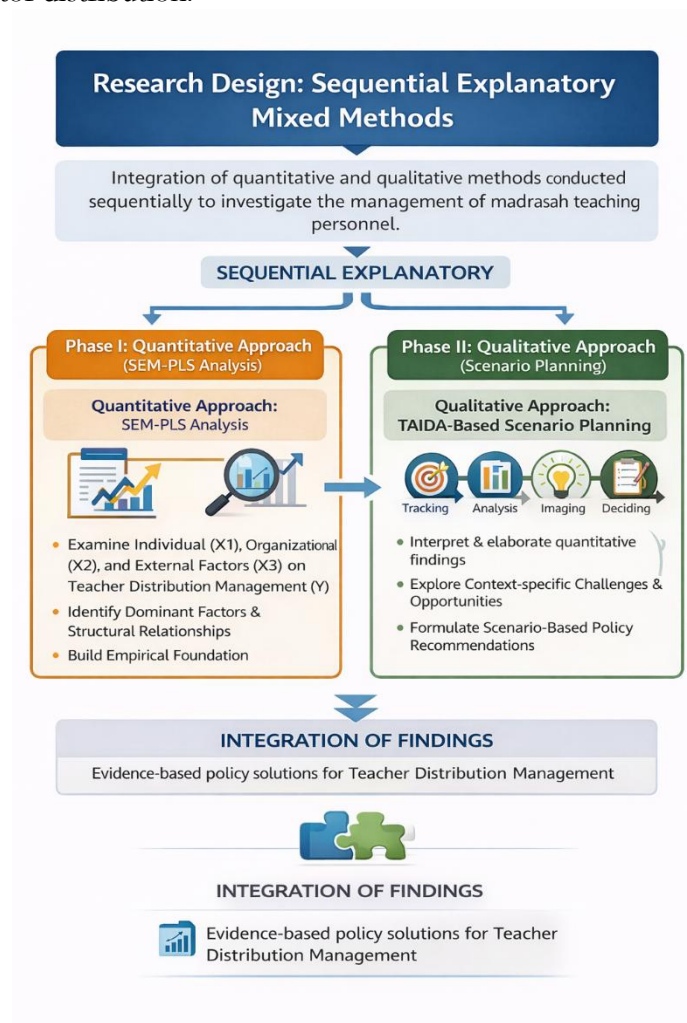 Research Design: Sequential Explanatory
Mixed Methods
Integration of quantitative and qualitative methods conducted
sequentially to investigate the management of madrasah teaching
personnel.
SEQUENTIAL EXPLANATORY
Phase I: Quantitative Approach
(SEM-PLS Analysis)
Quantitative Approach:
SEM-PLS Analysis
• Examine Individual (X1), Organizational
(X2), and External Factors (X3) on
Teacher Distribution Management (Y)
• Identify Dominant Factors &
Structural Relationships
• Build Empirical Foundation
Phase II: Qualitative Approach
(Scenario Planning)
Qualitative Approach:
TAIDA-Based Scenario Planning
Tracking Analysis Imaging Deciding
• Interpret & elaborate quantitative
findings
• Explore Context-specific Challenges &
Opportunities
• Formulate Scenario-Based Policy
Recommendations
INTEGRATION OF FINDINGS
Evidence-based policy solutions for Teacher Distribution Management
INTEGRATION OF FINDINGS
Evidence-based policy solutions for Teacher
Distribution Management